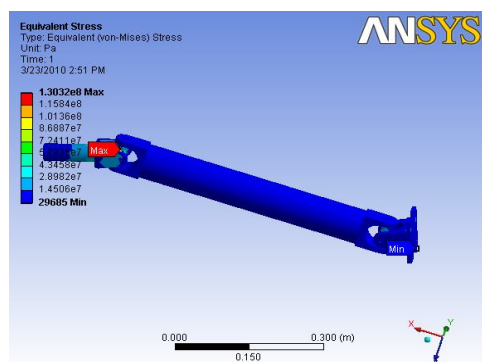 Equivalent Stress
Type: Equivalent (von-Mises) Stress
Unit: Pa
Time: 1
3/23/2010 2:51 PM
ANSYS
1.3032e8 Max
1.1584e8
1.0136e8
8.6887e7
7.2411e7
4.3458e7
2.8982e7
1.4506e7
29685 Min
Max
Min
0.000
0.300 (m)
0.150
X
Y